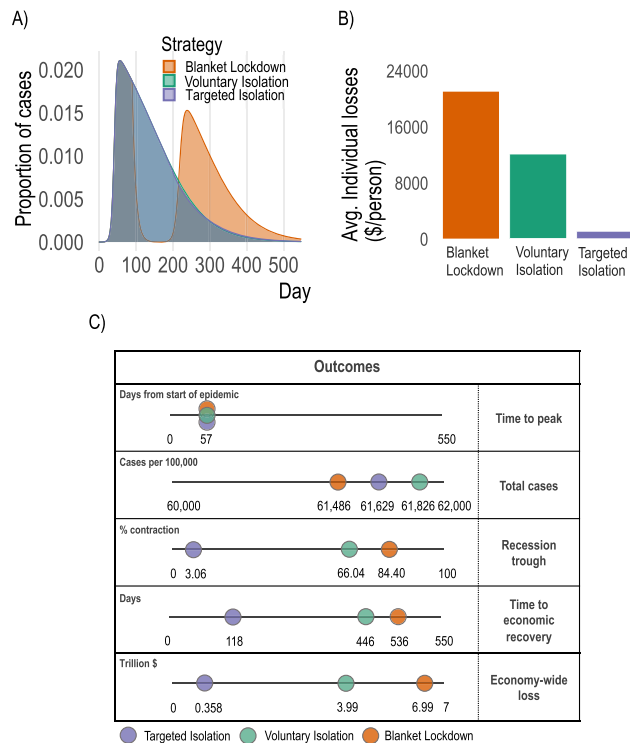 A)
Strategy
Blanket Lockdown
Voluntary Isolation
Targeted Isolation
Proportion of cases
0.020
0.015
0.010
0.005
0.000
0 100 200 300 400 500
Day
B)
Avg. Individual losses
($/person)
24000
16000
8000
0
Blanket
Lockdown
Voluntary
Isolation
Targeted
Isolation
C)
Outcomes
Days from start of epidemic
0 57 550
Time to peak
Cases per 100,000
60,000 61,486 61,629 61,826 62,000
Total cases
% contraction
0 3.06 66.04 84.40 100
Recession
trough
Days
0 118 446 536 550
Time to
economic
recovery
Trillion $
0 0.358 3.99 6.99 7
Economy-wide
loss
Targeted Isolation Voluntary Isolation Blanket Lockdown